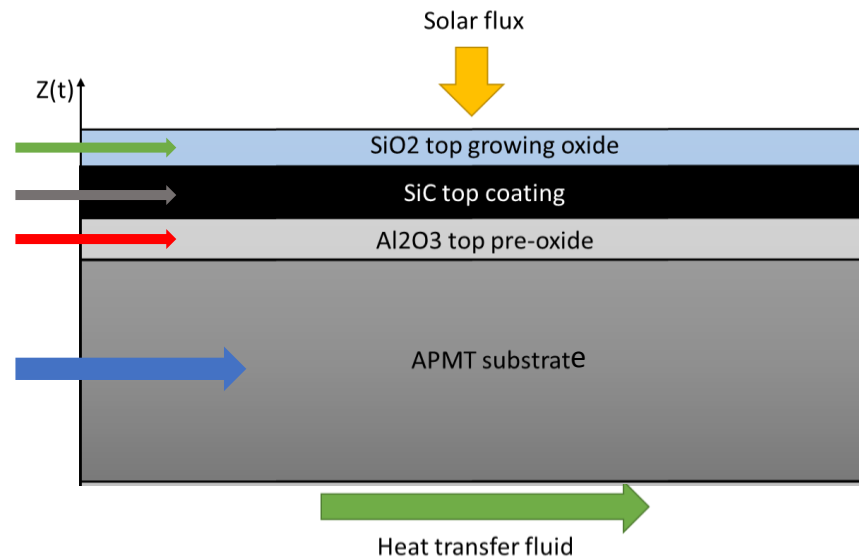 Solar flux
Z(t)
SiO2 top growing oxide
SiC top coating
Al2O3 top pre-oxide
APMT substrate
Heat transfer fluid